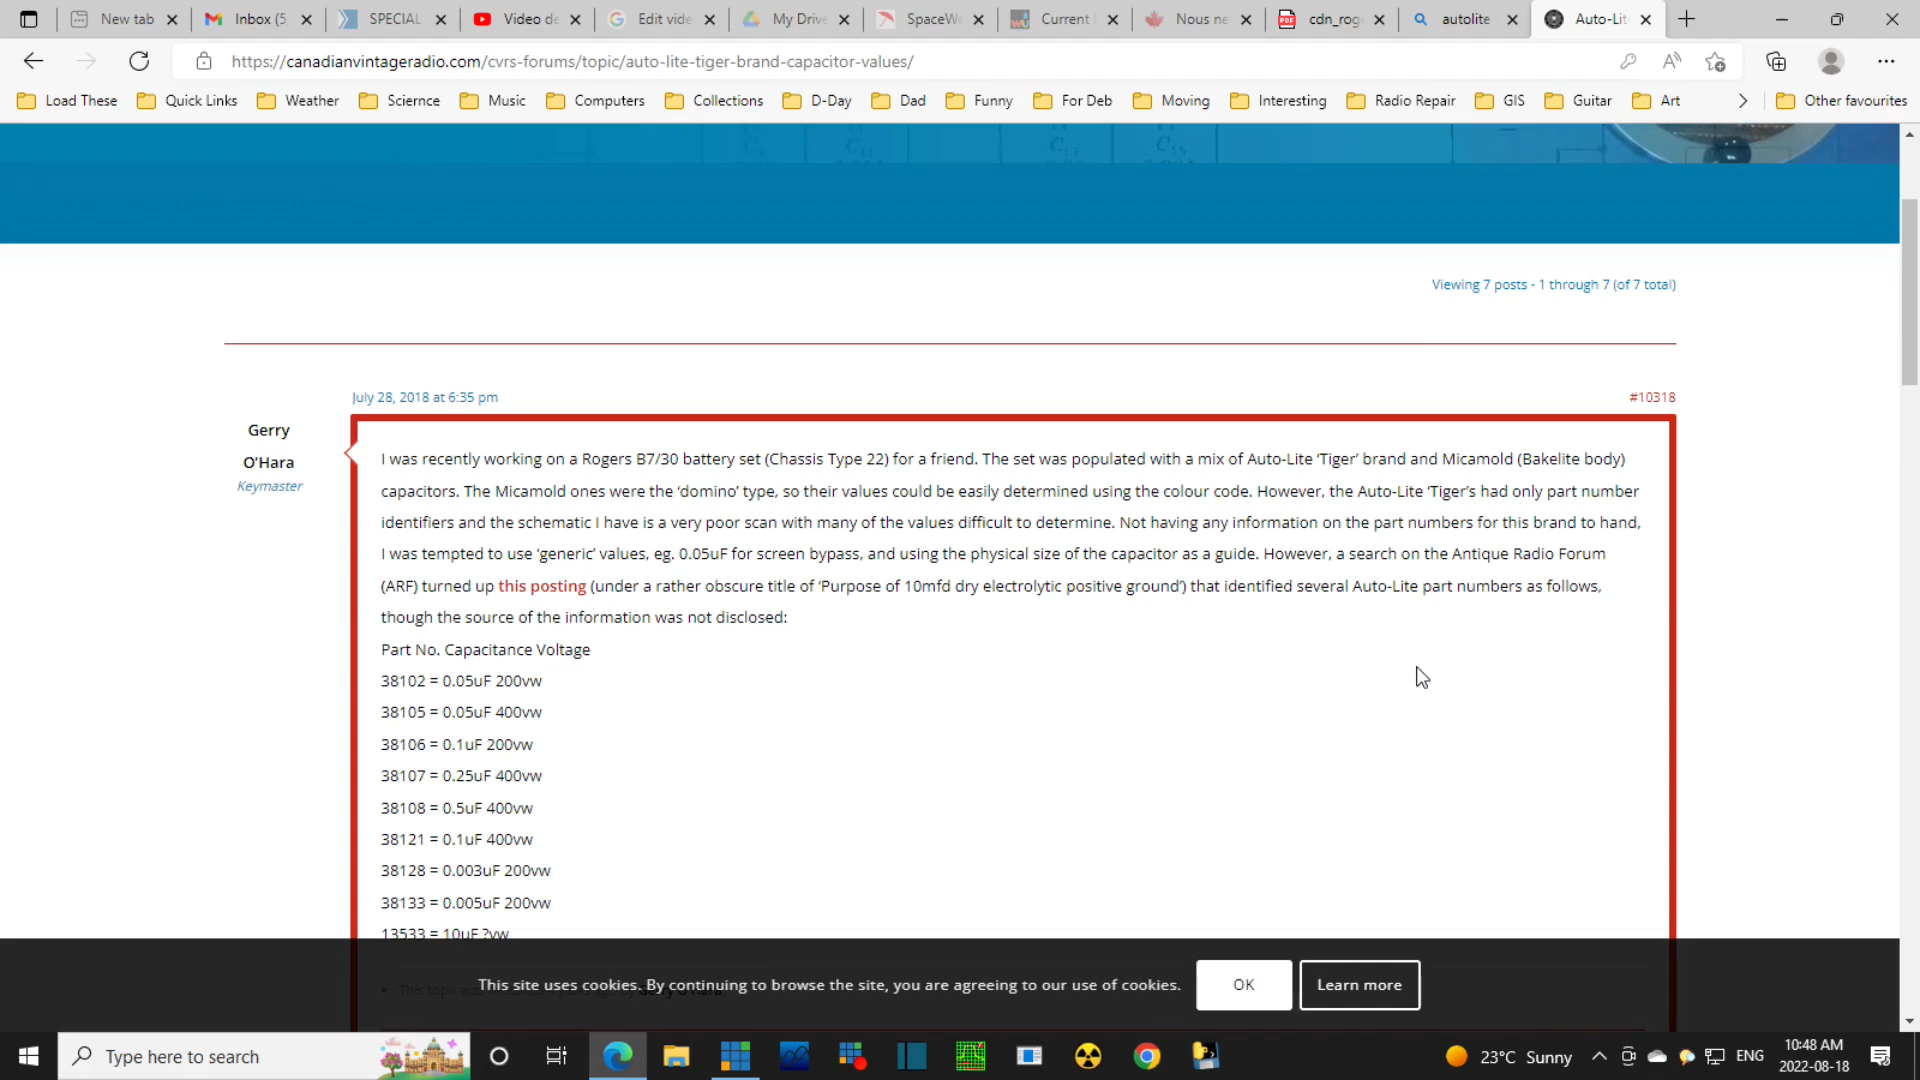 New tab
Inbox (5
SPECIAL
Video de
Edit vide
My Drive
SpaceWe
Current
Nous ne
cdn_rog
autolite
Auto-Lit
https://canadianvintageradio.com/cvrs-forums/topic/auto-lite-tiger-brand-capacitor-values/
Load These
Quick Links
Weather
Sciernce
Music
Computers
Collections
D-Day
Dad
Funny
For Deb
Moving
Interesting
Radio Repair
GIS
Guitar
Art
Other favourites
Viewing 7 posts - 1 through 7 (of 7 total)
July 28, 2018 at 6:35 pm
#10318
Gerry
O'Hara
Keymaster
I was recently working on a Rogers B7/30 battery set (Chassis Type 22) for a friend. The set was populated with a mix of Auto-Lite ‘Tiger’ brand and Micamold (Bakelite body)
capacitors. The Micamold ones were the ‘domino’ type, so their values could be easily determined using the colour code. However, the Auto-Lite ‘Tiger’s had only part number
identifiers and the schematic I have is a very poor scan with many of the values difficult to determine. Not having any information on the part numbers for this brand to hand,
I was tempted to use ‘generic’ values, eg. 0.05uF for screen bypass, and using the physical size of the capacitor as a guide. However, a search on the Antique Radio Forum
(ARF) turned up this posting (under a rather obscure title of ‘Purpose of 10mfd dry electrolytic positive ground’) that identified several Auto-Lite part numbers as follows,
though the source of the information was not disclosed:
Part No. Capacitance Voltage
38102 = 0.05uF 200vw
38105 = 0.05uF 400vw
38106 = 0.1uF 200vw
38107 = 0.25uF 400vw
38108 = 0.5uF 400vw
38121 = 0.1uF 400vw
38128 = 0.003uF 200vw
38133 = 0.005uF 200vw
13533 = 10uF ?vw
This site uses cookies. By continuing to browse the site, you are agreeing to our use of cookies.
OK
Learn more
Type here to search
23°C Sunny
ENG
10:48 AM
2022-08-18